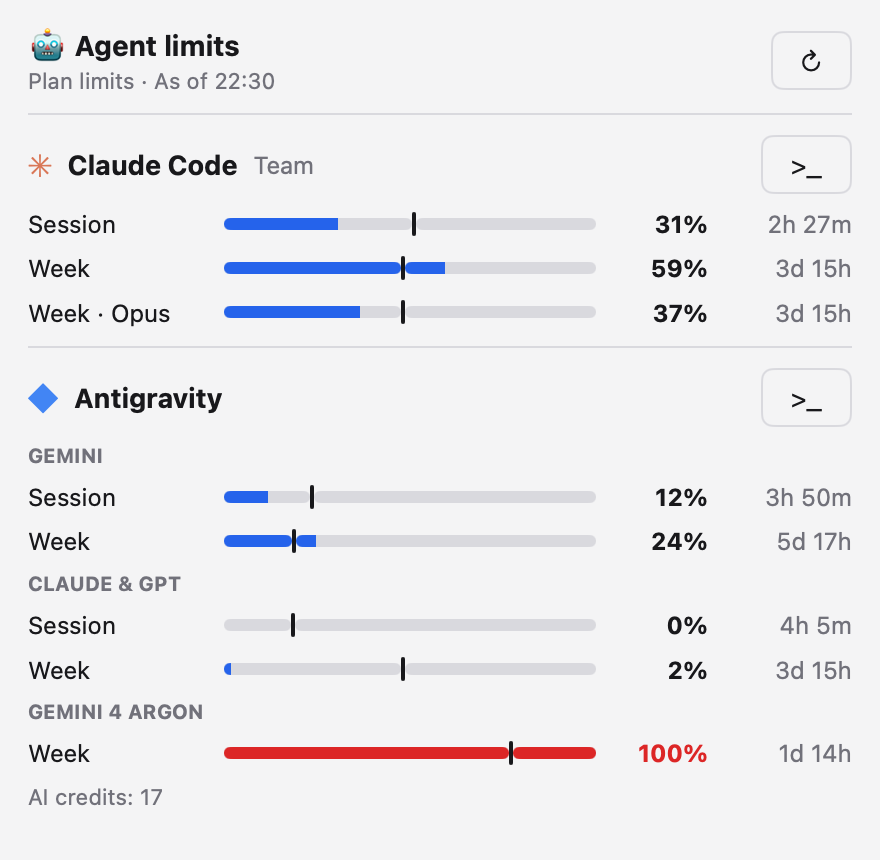 Agent limits
Plan limits · As of 22:30
Claude Code Team >_
Session 31% 2h 27m
Week 59% 3d 15h
Week · Opus 37% 3d 15h
Antigravity >_
GEMINI
Session 12% 3h 50m
Week 24% 5d 17h
CLAUDE & GPT
Session 0% 4h 5m
Week 2% 3d 15h
GEMINI 4 ARGON
Week 100% 1d 14h
AI credits: 17